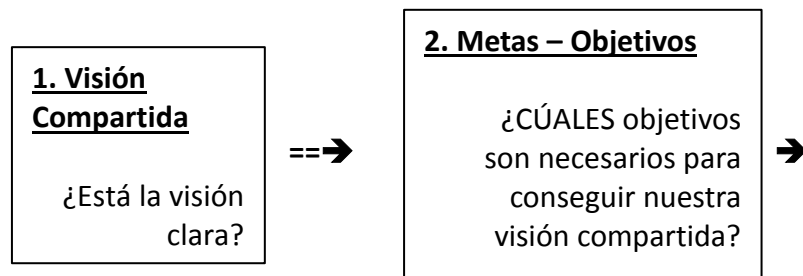 1. Visión
Compartida
¿Está la visión
clara?
==➔
2. Metas – Objetivos
¿CÚALES objetivos
son necesarios para
conseguir nuestra
visión compartida?
➔